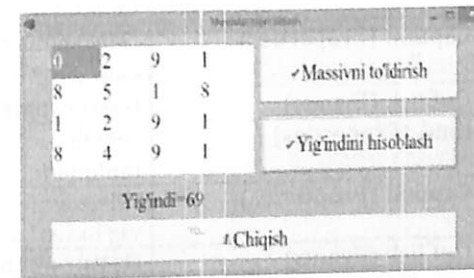 0 2 9 1
8 5 1 8
1 2 9 1
8 4 9 1
✓Massivni to'ldirish
✓Yig'indini hisoblash
Yig'indi=69
Chiqish